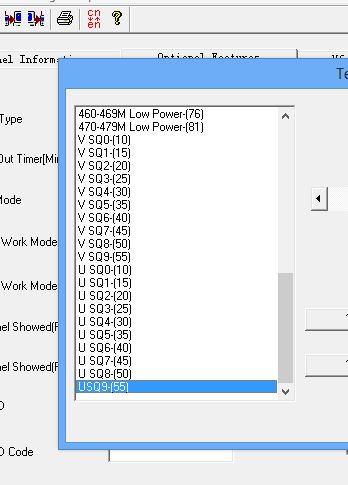 cn
en
?
nel Informati
Optional Features
Te
Type
Out Timer[Min
Mode
Work Mode
Work Mode
nel Showed(F
nel Showed(F
D
D Code
460-469M Low Power-(76)
470-479M Low Power-(81)
V SQ0-(10)
V SQ1-(15)
V SQ2-(20)
V SQ3-(25)
V SQ4-(30)
V SQ5-(35)
V SQ6-(40)
V SQ7-(45)
V SQ8-(50)
V SQ9-(55)
U SQ0-(10)
U SQ1-(15)
U SQ2-(20)
U SQ3-(25)
U SQ4-(30)
U SQ5-(35)
U SQ6-(40)
U SQ7-(45)
U SQ8-(50)
USQ9-(55)